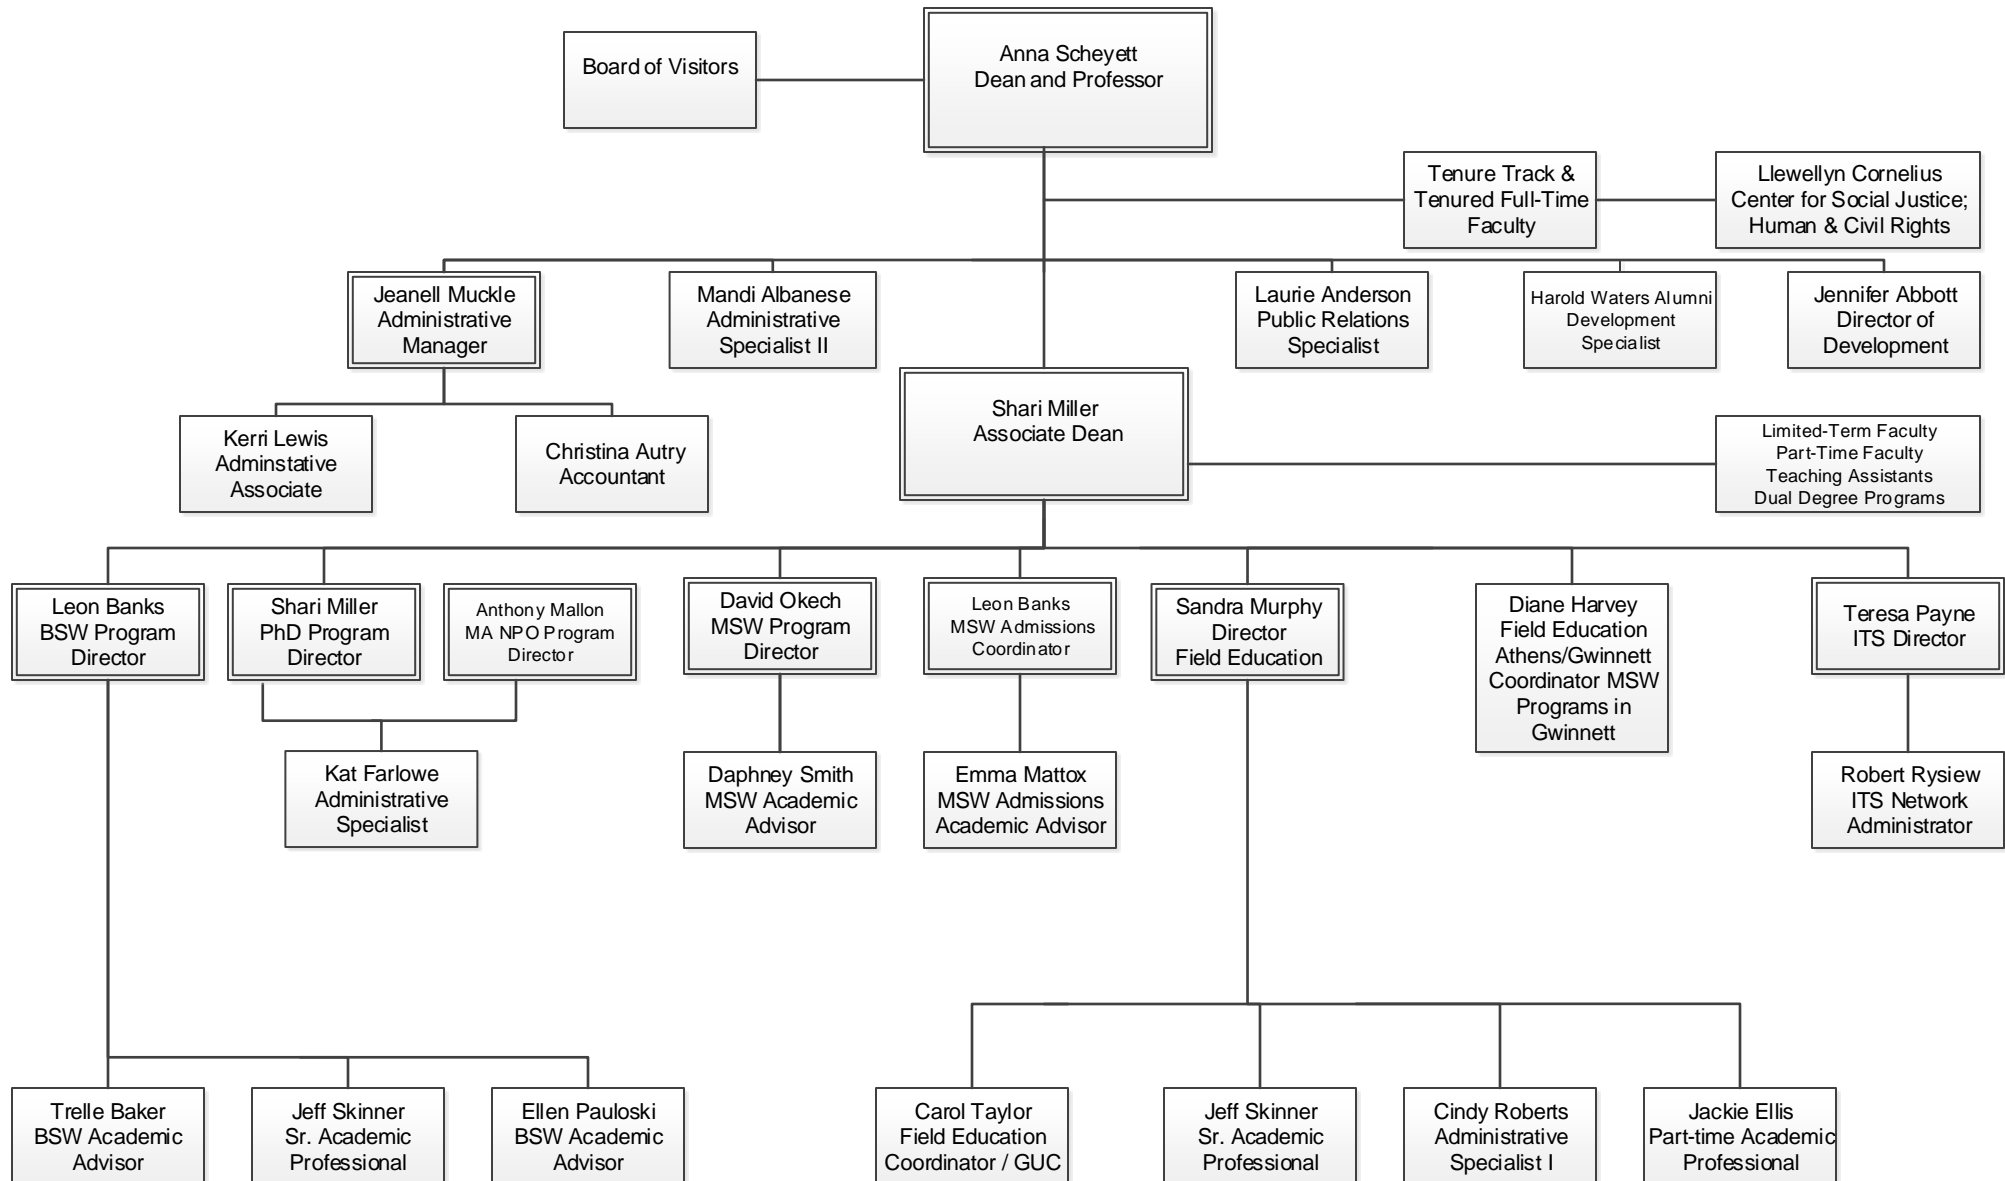 Board of Visitors
Anna Scheyett
Dean and Professor
Tenure Track &
Tenured Full-Time
Faculty
Llewellyn Cornelius
Center for Social Justice;
Human & Civil Rights
Jeanell Muckle
Administrative
Manager
Mandi Albanese
Administrative
Specialist II
Laurie Anderson
Public Relations
Specialist
Harold Waters Alumni
Development
Specialist
Jennifer Abbott
Director of
Development
Kerri Lewis
Adminstative
Associate
Christina Autry
Accountant
Shari Miller
Associate Dean
Limited-Term Faculty
Part-Time Faculty
Teaching Assistants
Dual Degree Programs
Leon Banks
BSW Program
Director
Shari Miller
PhD Program
Director
Anthony Mallon
MA NPO Program
Director
David Okech
MSW Program
Director
Leon Banks
MSW Admissions
Coordinator
Sandra Murphy
Director
Field Education
Diane Harvey
Field Education
Athens/Gwinnett
Coordinator MSW
Programs in
Gwinnett
Teresa Payne
ITS Director
Kat Farlowe
Administrative
Specialist
Daphney Smith
MSW Academic
Advisor
Emma Mattox
MSW Admissions
Academic Advisor
Robert Rysiew
ITS Network
Administrator
Trelle Baker
BSW Academic
Advisor
Jeff Skinner
Sr. Academic
Professional
Ellen Pauloski
BSW Academic
Advisor
Carol Taylor
Field Education
Coordinator / GUC
Jeff Skinner
Sr. Academic
Professional
Cindy Roberts
Administrative
Specialist I
Jackie Ellis
Part-time Academic
Professional